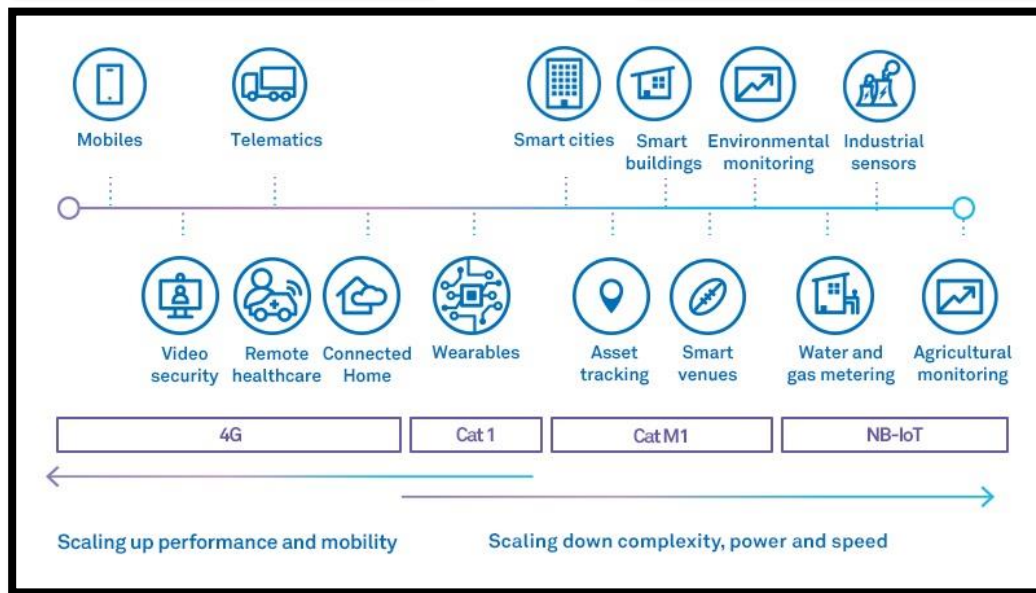 Mobiles
Telematics
Smart cities
Smart
buildings
Environmental
monitoring
Industrial
sensors
Video
security
Remote
healthcare
Connected
Home
Wearables
Asset
tracking
Smart
venues
Water and
gas metering
Agricultural
monitoring
4G
Cat 1
Cat M1
NB-IoT
Scaling up performance and mobility
Scaling down complexity, power and speed